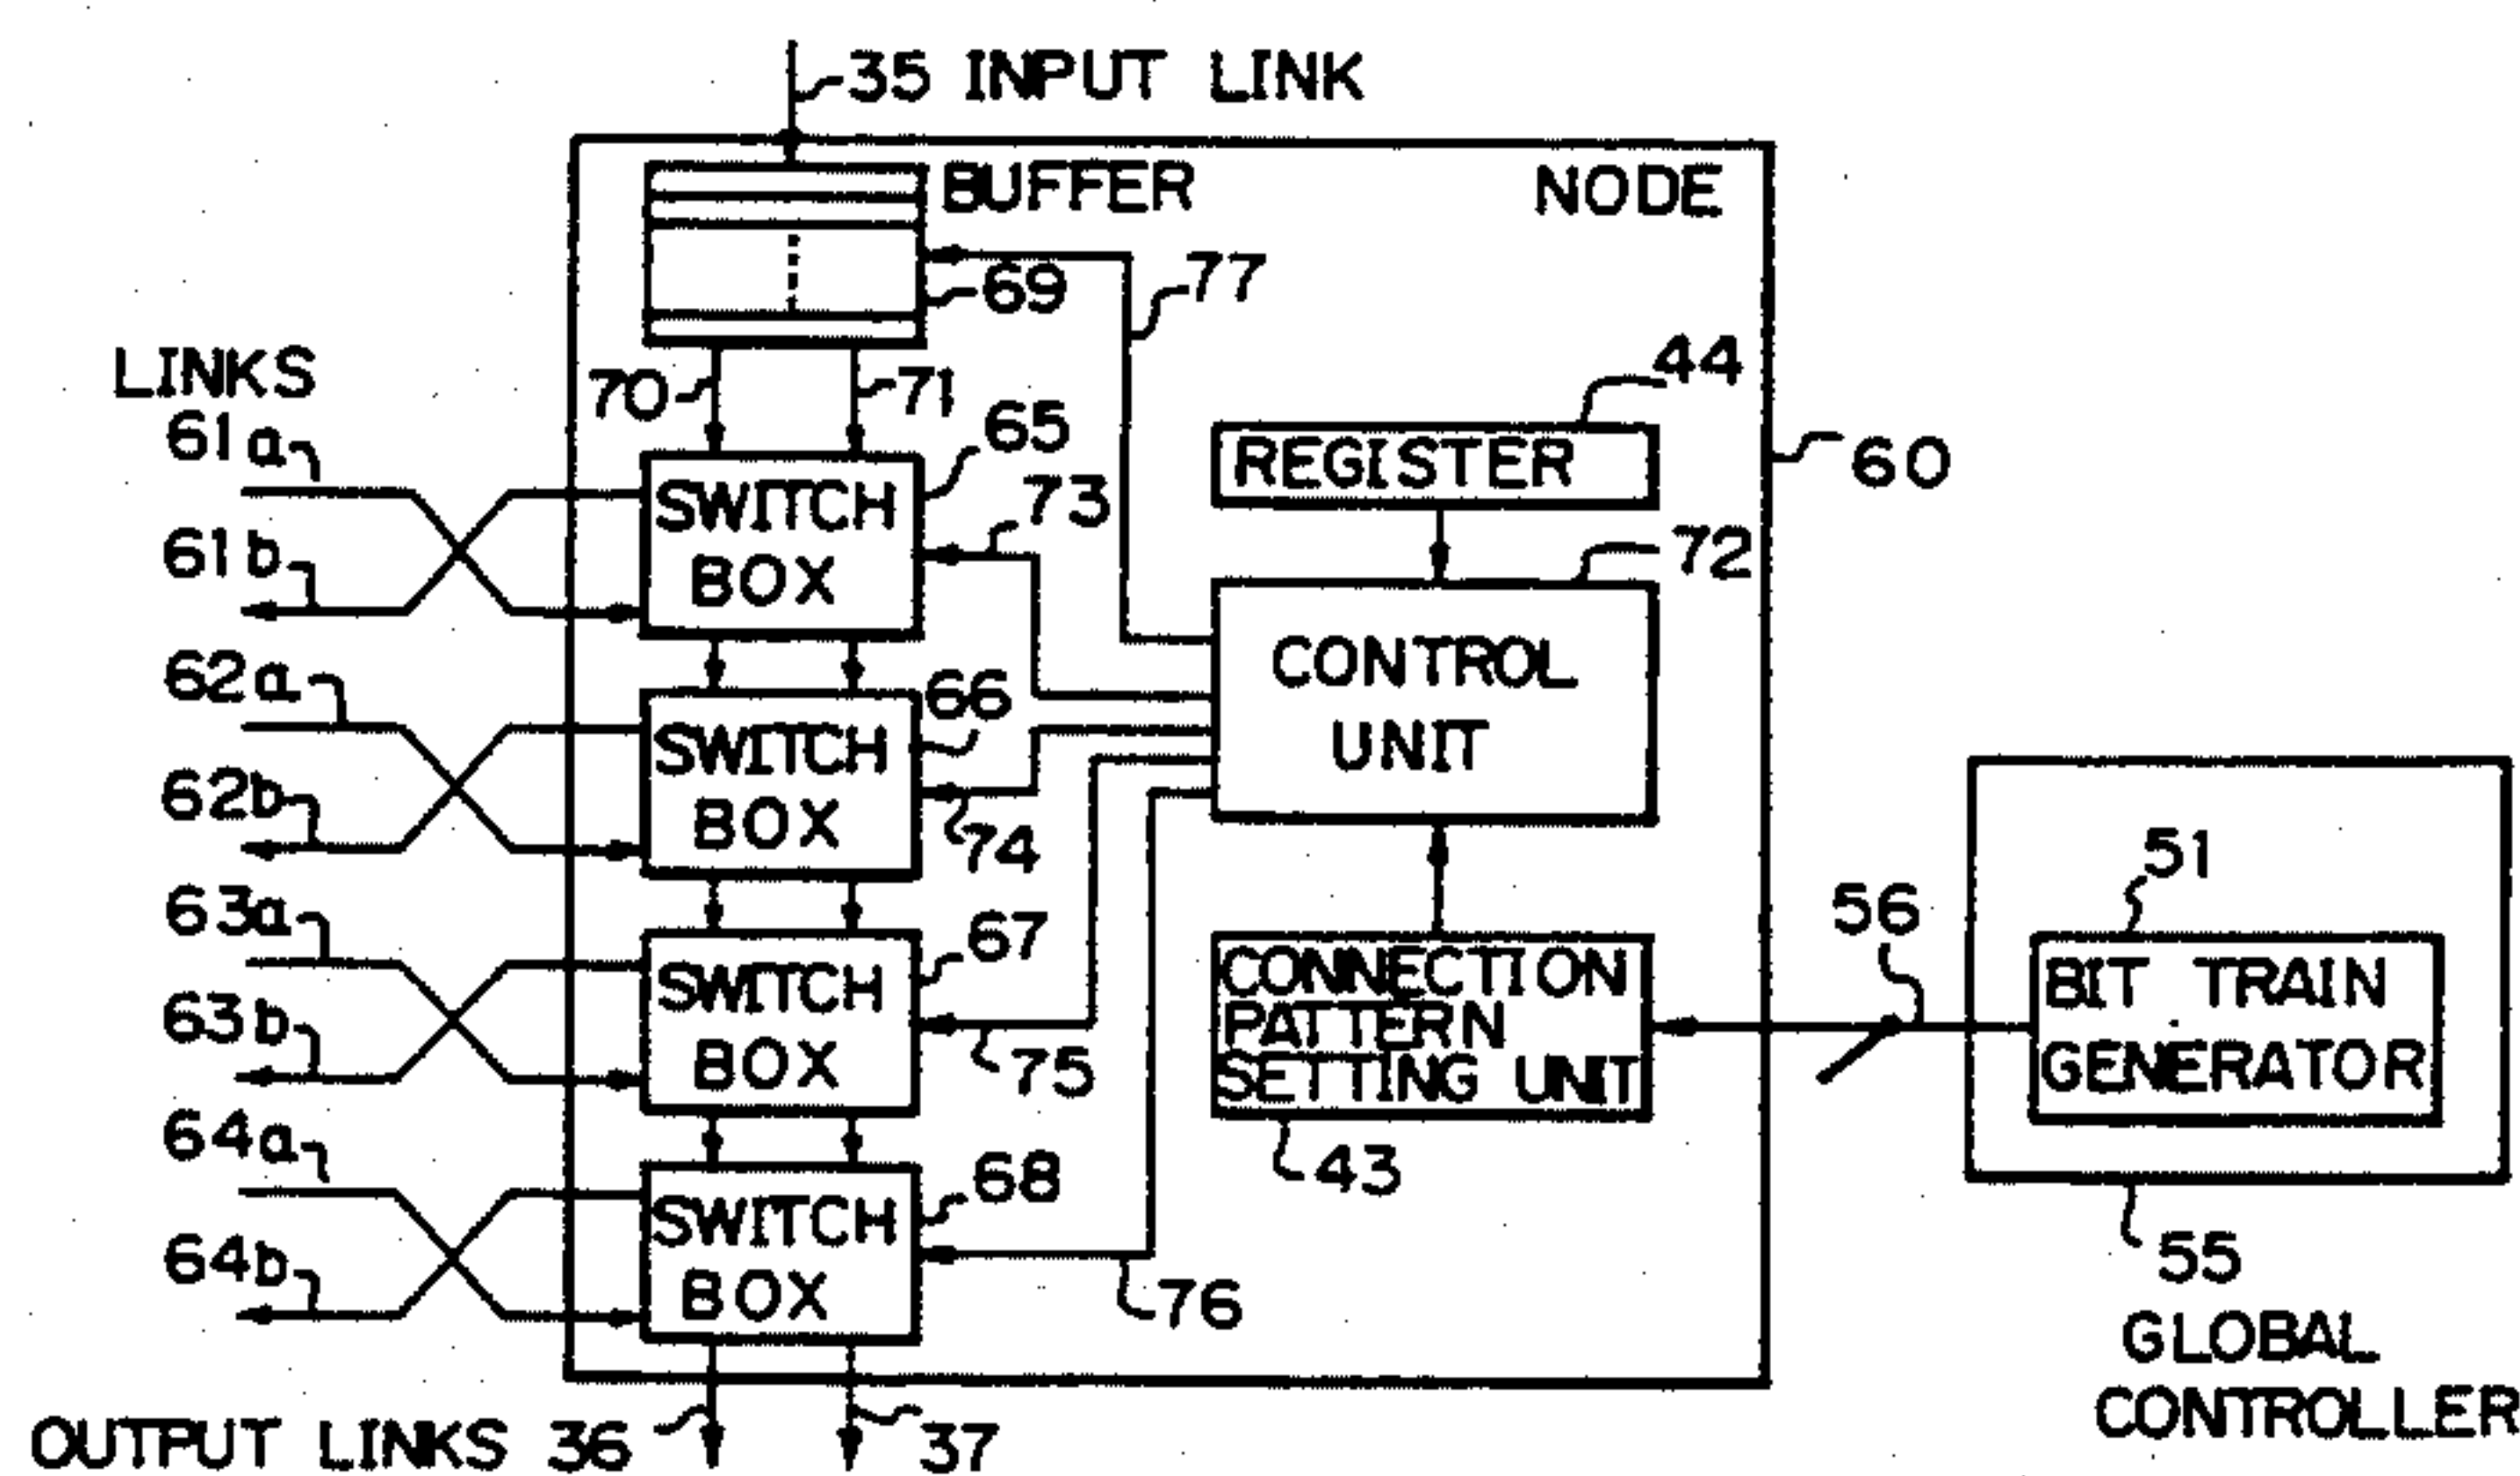 35 INPUT LINK
BUFFER
NODE
77
69
LINKS
70
71
44
61a
65
REGISTER
60
SWITCH
BOX
73
61b
72
62a
66
CONTROL
UNIT
SWITCH
BOX
62b
74
51
63a
67
56
CONNECTION
PATTERN
SETTING UNIT
BIT TRAIN
GENERATOR
SWITCH
BOX
63b
75
64a
68
43
SWITCH
BOX
64b
76
55
GLOBAL
CONTROLLER
OUTPUT LINKS 36
37